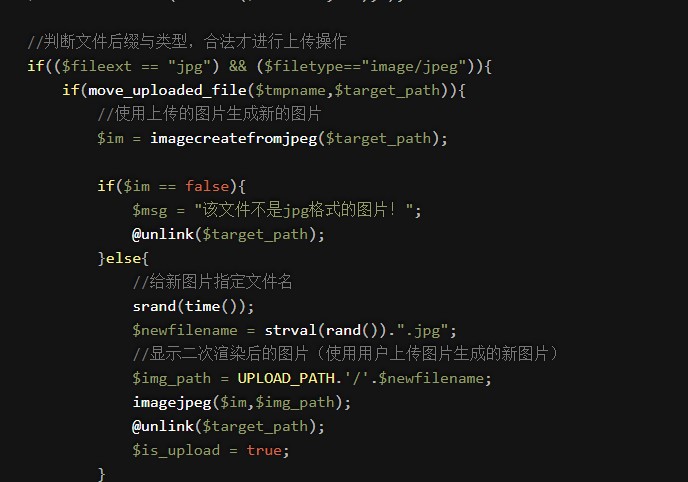 //判断文件后缀与类型，合法才进行上传操作
if(($fileext == "jpg") && ($filetype=="image/jpeg")){
if(move_uploaded_file($tmpname,$target_path)){
//使用上传的图片生成新的图片
$im = imagecreatefromjpeg($target_path);
if($im == false){
$msg = "该文件不是jpg格式的图片！";
@unlink($target_path);
}else{
//给新图片指定文件名
srand(time());
$newfilename = strval(rand()).".jpg";
//显示二次渲染后的图片（使用用户上传图片生成的新图片）
$img_path = UPLOAD_PATH.'/'.$newfilename;
imagejpeg($im,$img_path);
@unlink($target_path);
$is_upload = true;
}